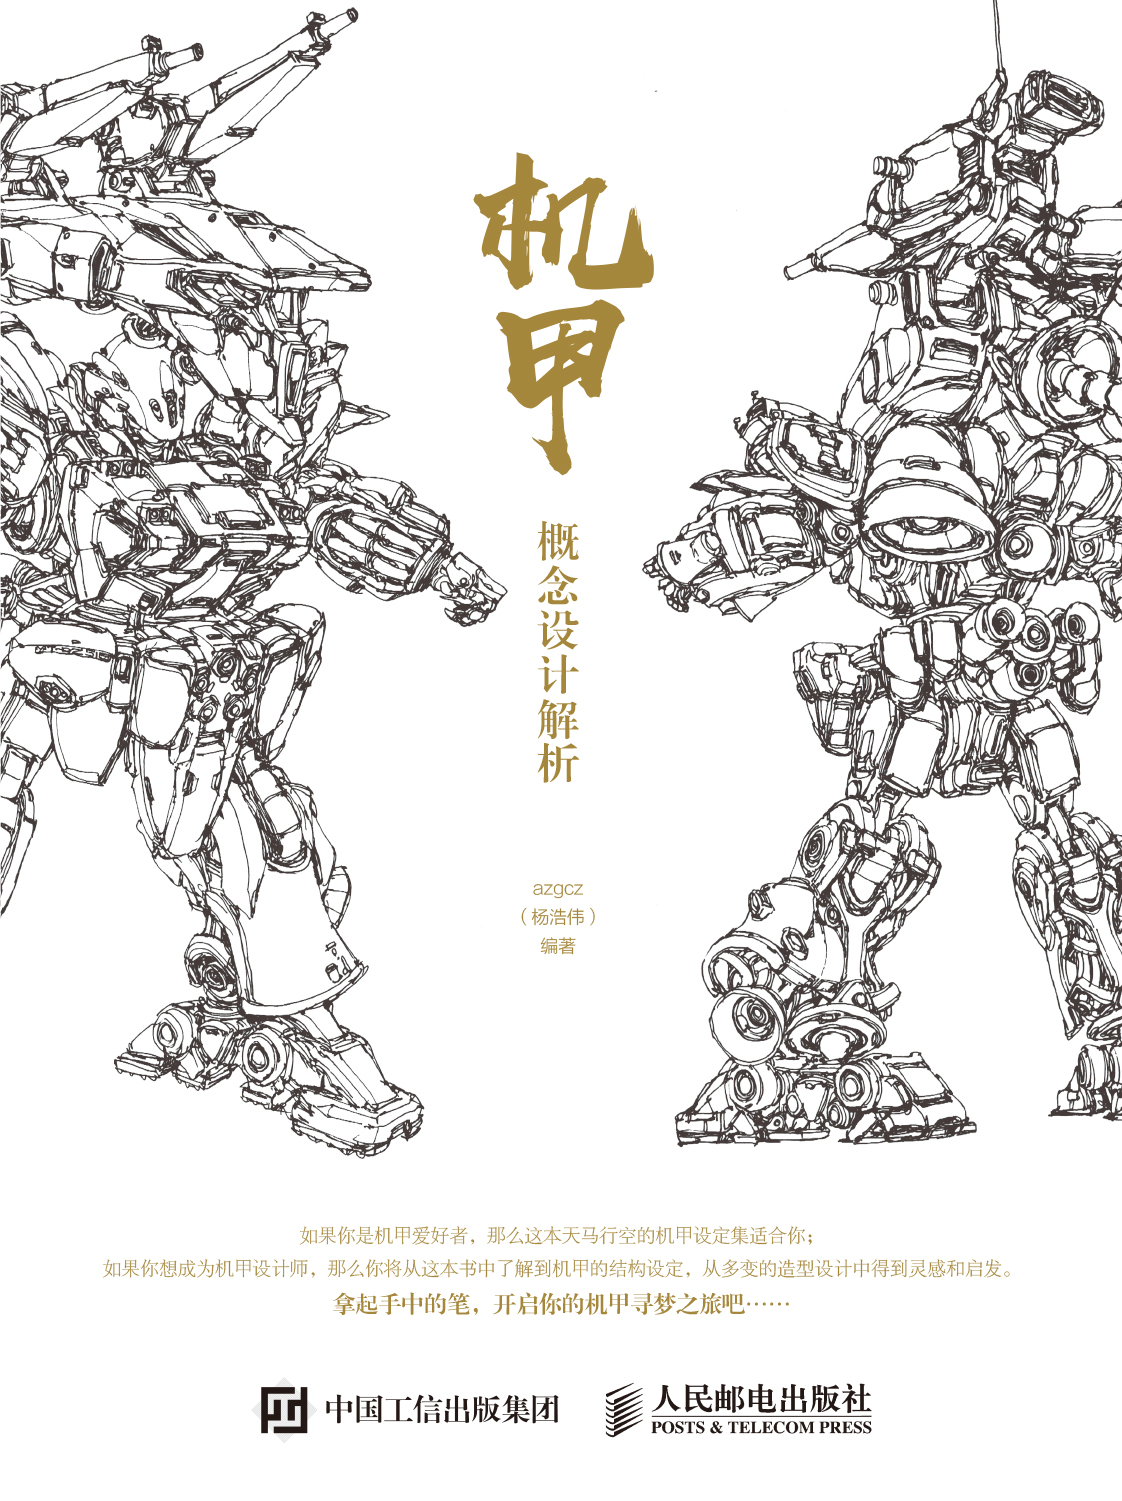 机甲
概念设计解析
azgcz
（杨浩伟）
编著
如果你是机甲爱好者，那么这本天马行空的机甲设定集适合你；
如果你想成为机甲设计师，那么你将从这本书中了解到机甲的结构设定，从多变的造型设计中得到灵感和启发。
拿起手中的笔，开启你的机甲寻梦之旅吧……
中国工信出版集团
人民邮电出版社
POSTS & TELECOM PRESS